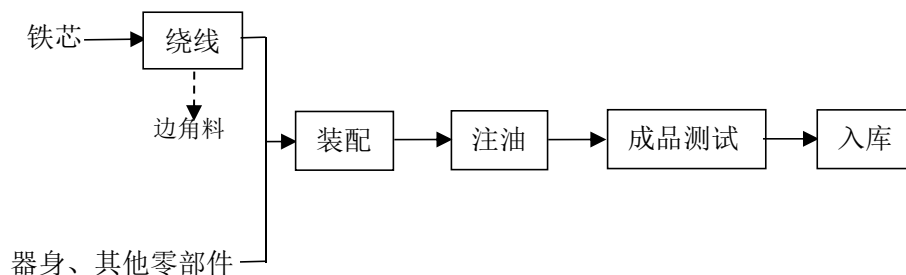 铁芯
绕线
边角料
装配
注油
成品测试
入库
器身、其他零部件